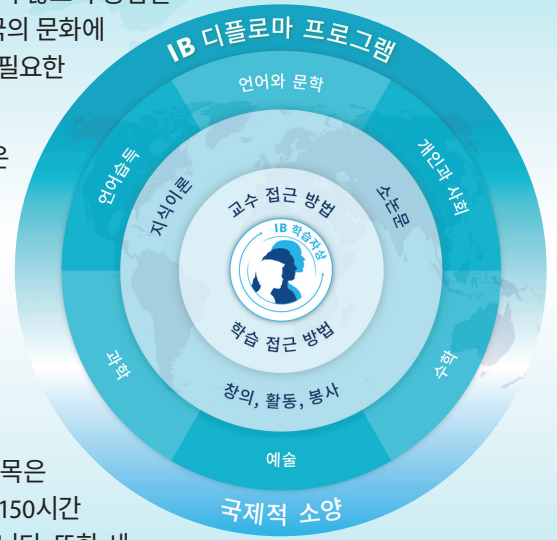 국의 문화에
필요한
은
IB 디플로마 프로그램
언어와 문학
언어습득
개인과 사회
지식이론
소논문
교수 접근 방법
IB 학습자상
학습 접근 방법
과학
수학
창의, 활동, 봉사
예술
목은
국제적 소양
150시간